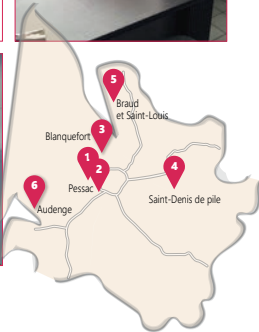 5
Braud
et Saint-Louis
Blanquefort
3
1
2
4
Pessac
Saint-Denis de pile
6
Audenge